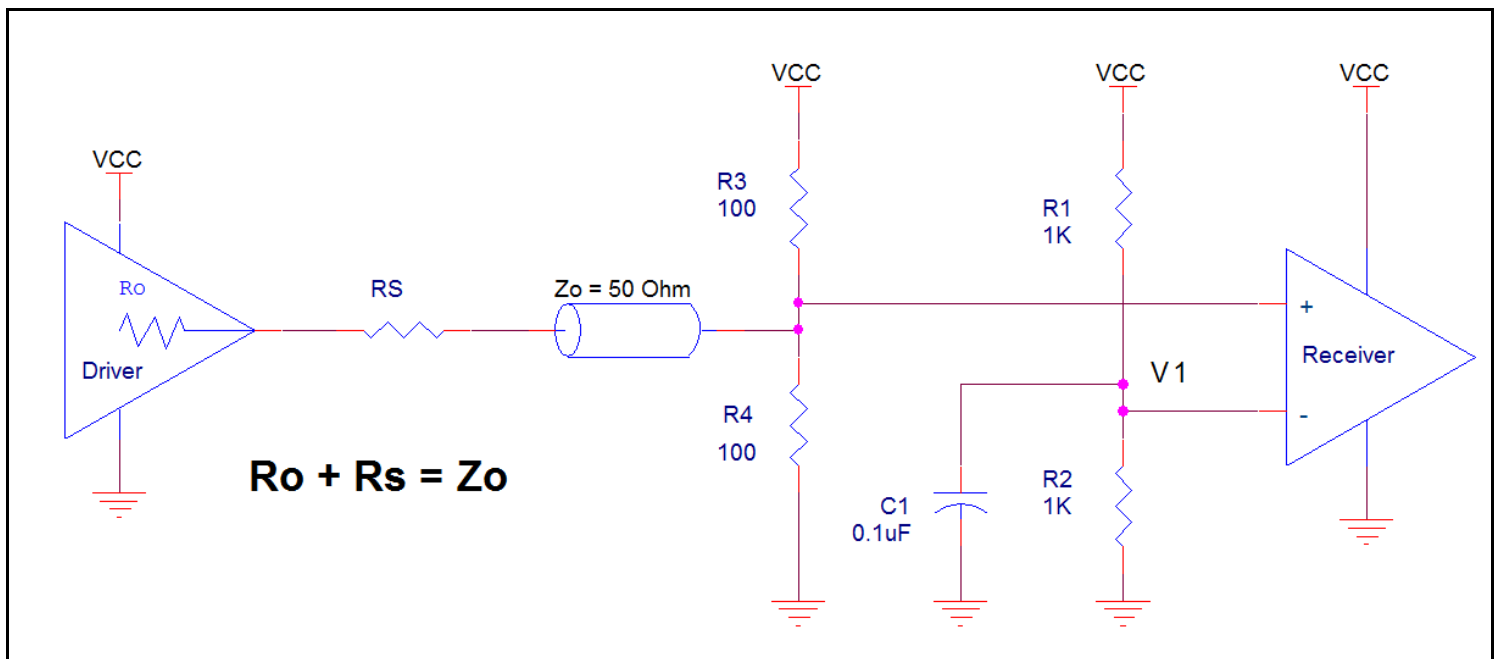 VCC
VCC
VCC
VCC
R3
100
R1
1K
Ro
RS
Zo = 50 Ohm
+
Driver
Receiver
V1
-
R4
100
Ro + Rs = Zo
C1
0.1uF
R2
1K